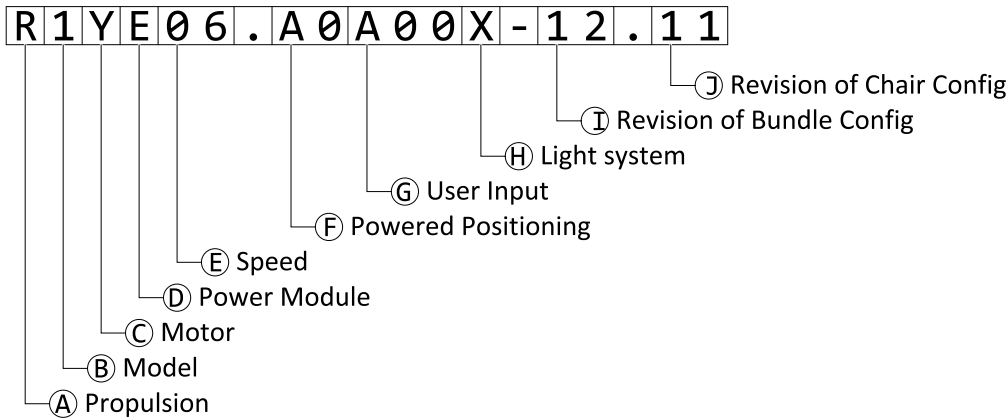 R1YE06.A0A00X-12.11
J Revision of Chair Config
I Revision of Bundle Config
H Light system
G User Input
F Powered Positioning
E Speed
D Power Module
C Motor
B Model
A Propulsion